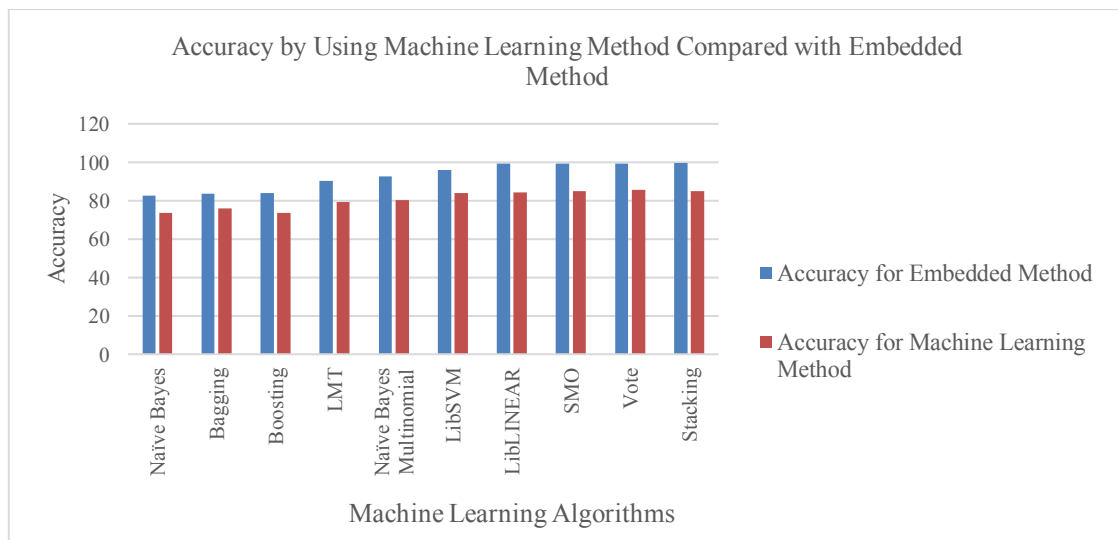 Accuracy by Using Machine Learning Method Compared with Embedded
Method
120
100
80
60
40
20
0
Accuracy
Naïve Bayes
Bagging
Boosting
LMT
Naïve Bayes
Multinomial
LibSVM
LibLINEAR
SMO
Vote
Stacking
Machine Learning Algorithms
Accuracy for Embedded Method
Accuracy for Machine Learning
Method